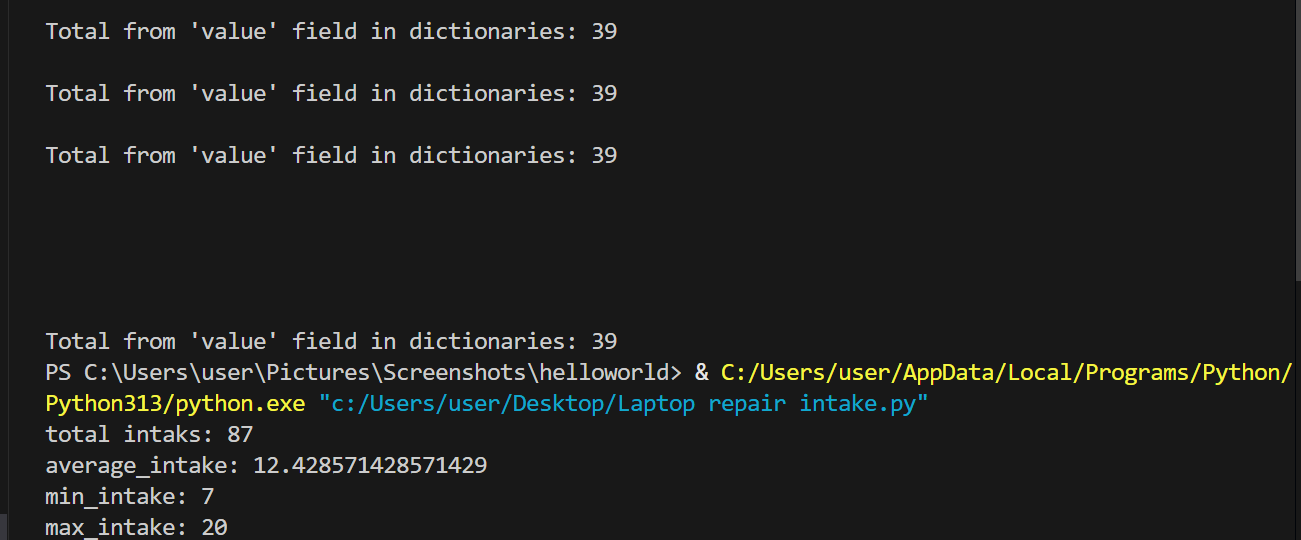 Total from 'value' field in dictionaries: 39
Total from 'value' field in dictionaries: 39
Total from 'value' field in dictionaries: 39
Total from 'value' field in dictionaries: 39
PS C:\Users\user\Pictures\Screenshots\helloworld> & C:/Users/user/AppData/Local/Programs/Python/
Python313/python.exe "c:/Users/user/Desktop/Laptop repair intake.py"
total intaks: 87
average_intake: 12.428571428571429
min_intake: 7
max_intake: 20